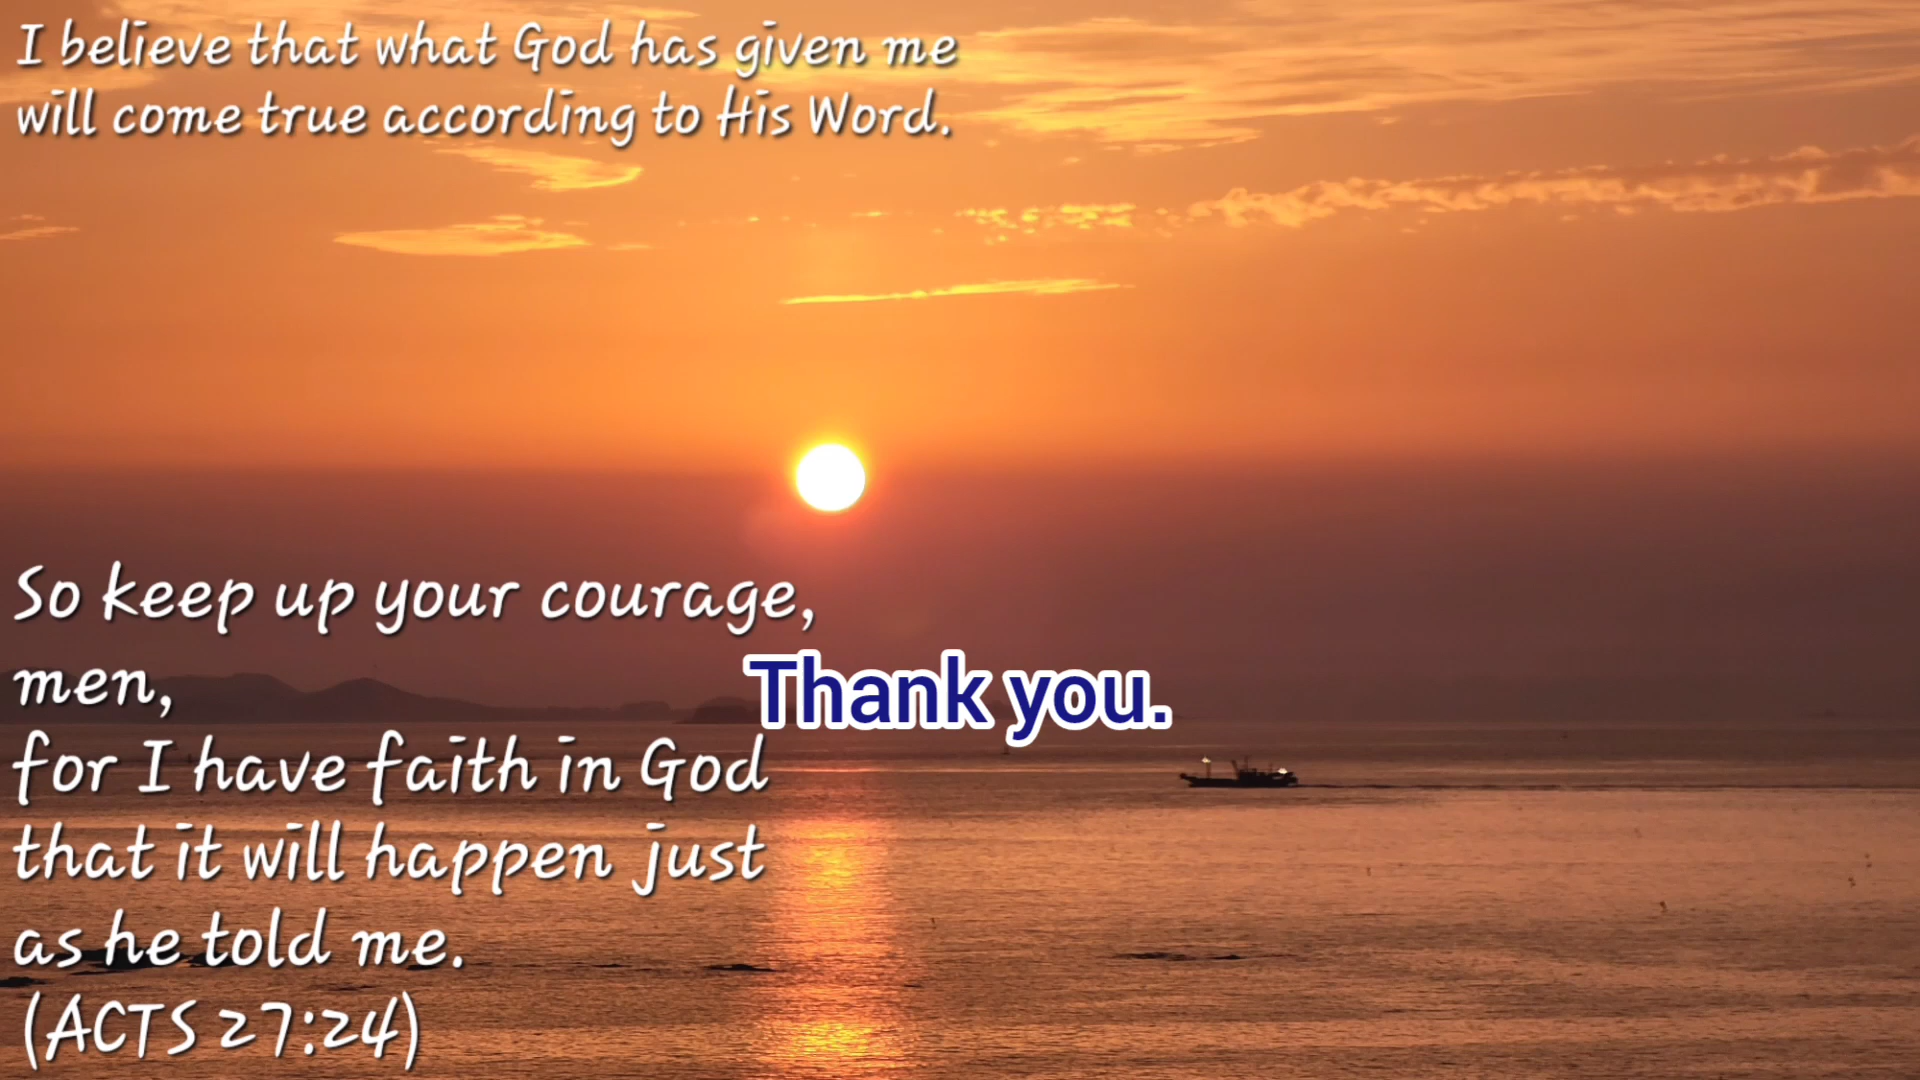 I believe that what God has given me
will come true according to His Word.
So keep up your courage,
men,
Thank you.
for I have faith in God
that it will happen just
as he told me.
(ACTS 27:24)